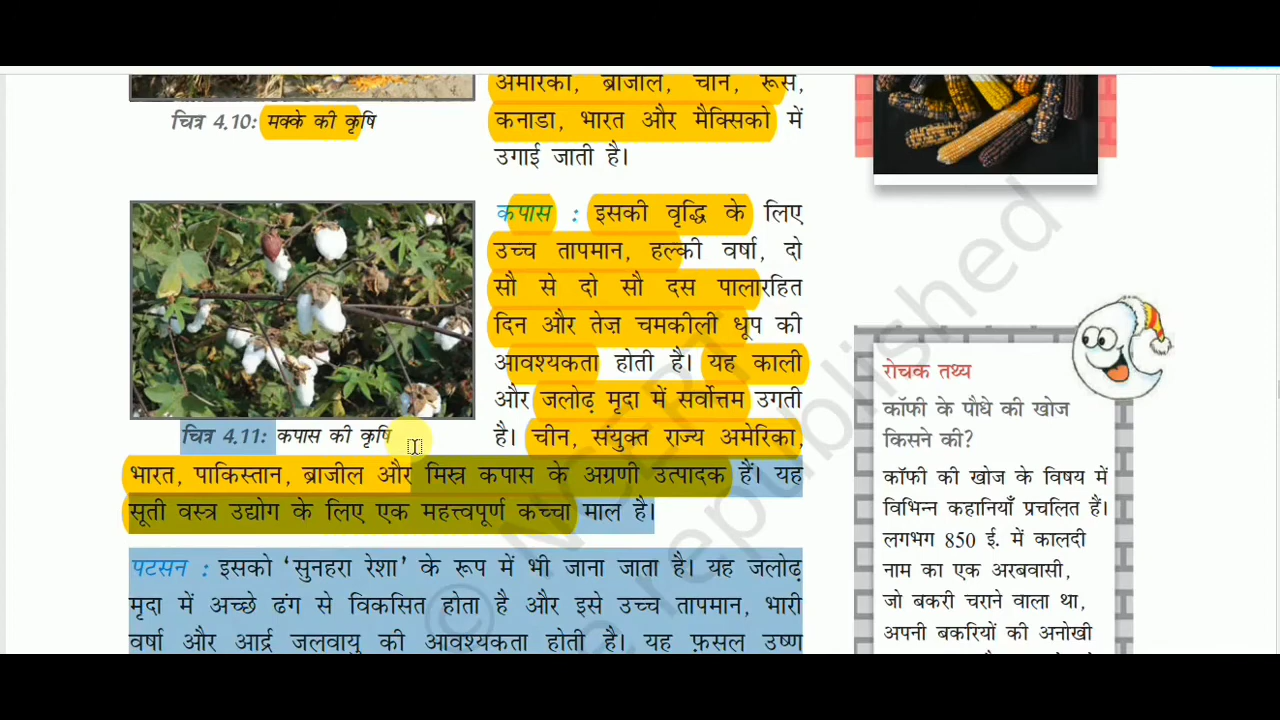 अमेरिका, ब्राजील, चीन, रूस,
कनाडा, भारत और मैक्सिको में
उगाई जाती है।
चित्र 4.10: मक्के की कृषि
कपास : इसकी वृद्धि के लिए
उच्च तापमान, हल्की वर्षा, दो
सौ से दो सौ दस पालारहित
दिन और तेज़ चमकीली धूप की
आवश्यकता होती है। यह काली
और जलोढ़ मृदा में सर्वोत्तम उगती
है। चीन, संयुक्त राज्य अमेरिका,
चित्र 4.11: कपास की कृषि
भारत, पाकिस्तान, ब्राजील और मिस्र कपास के अग्रणी उत्पादक हैं। यह
सूती वस्त्र उद्योग के लिए एक महत्त्वपूर्ण कच्चा माल है।
पटसन : इसको ‘सुनहरा रेशा’ के रूप में भी जाना जाता है। यह जलोढ़
मृदा में अच्छे ढंग से विकसित होता है और इसे उच्च तापमान, भारी
वर्षा और आर्द्र जलवायु की आवश्यकता होती है। यह फ़सल उष्ण
रोचक तथ्य
कॉफी के पौधे की खोज
किसने की?
कॉफी की खोज के विषय में
विभिन्न कहानियाँ प्रचलित हैं।
लगभग 850 ई. में कालदी
नाम का एक अरबवासी,
जो बकरी चराने वाला था,
अपनी बकरियों की अनोखी
© NCERT
be republished